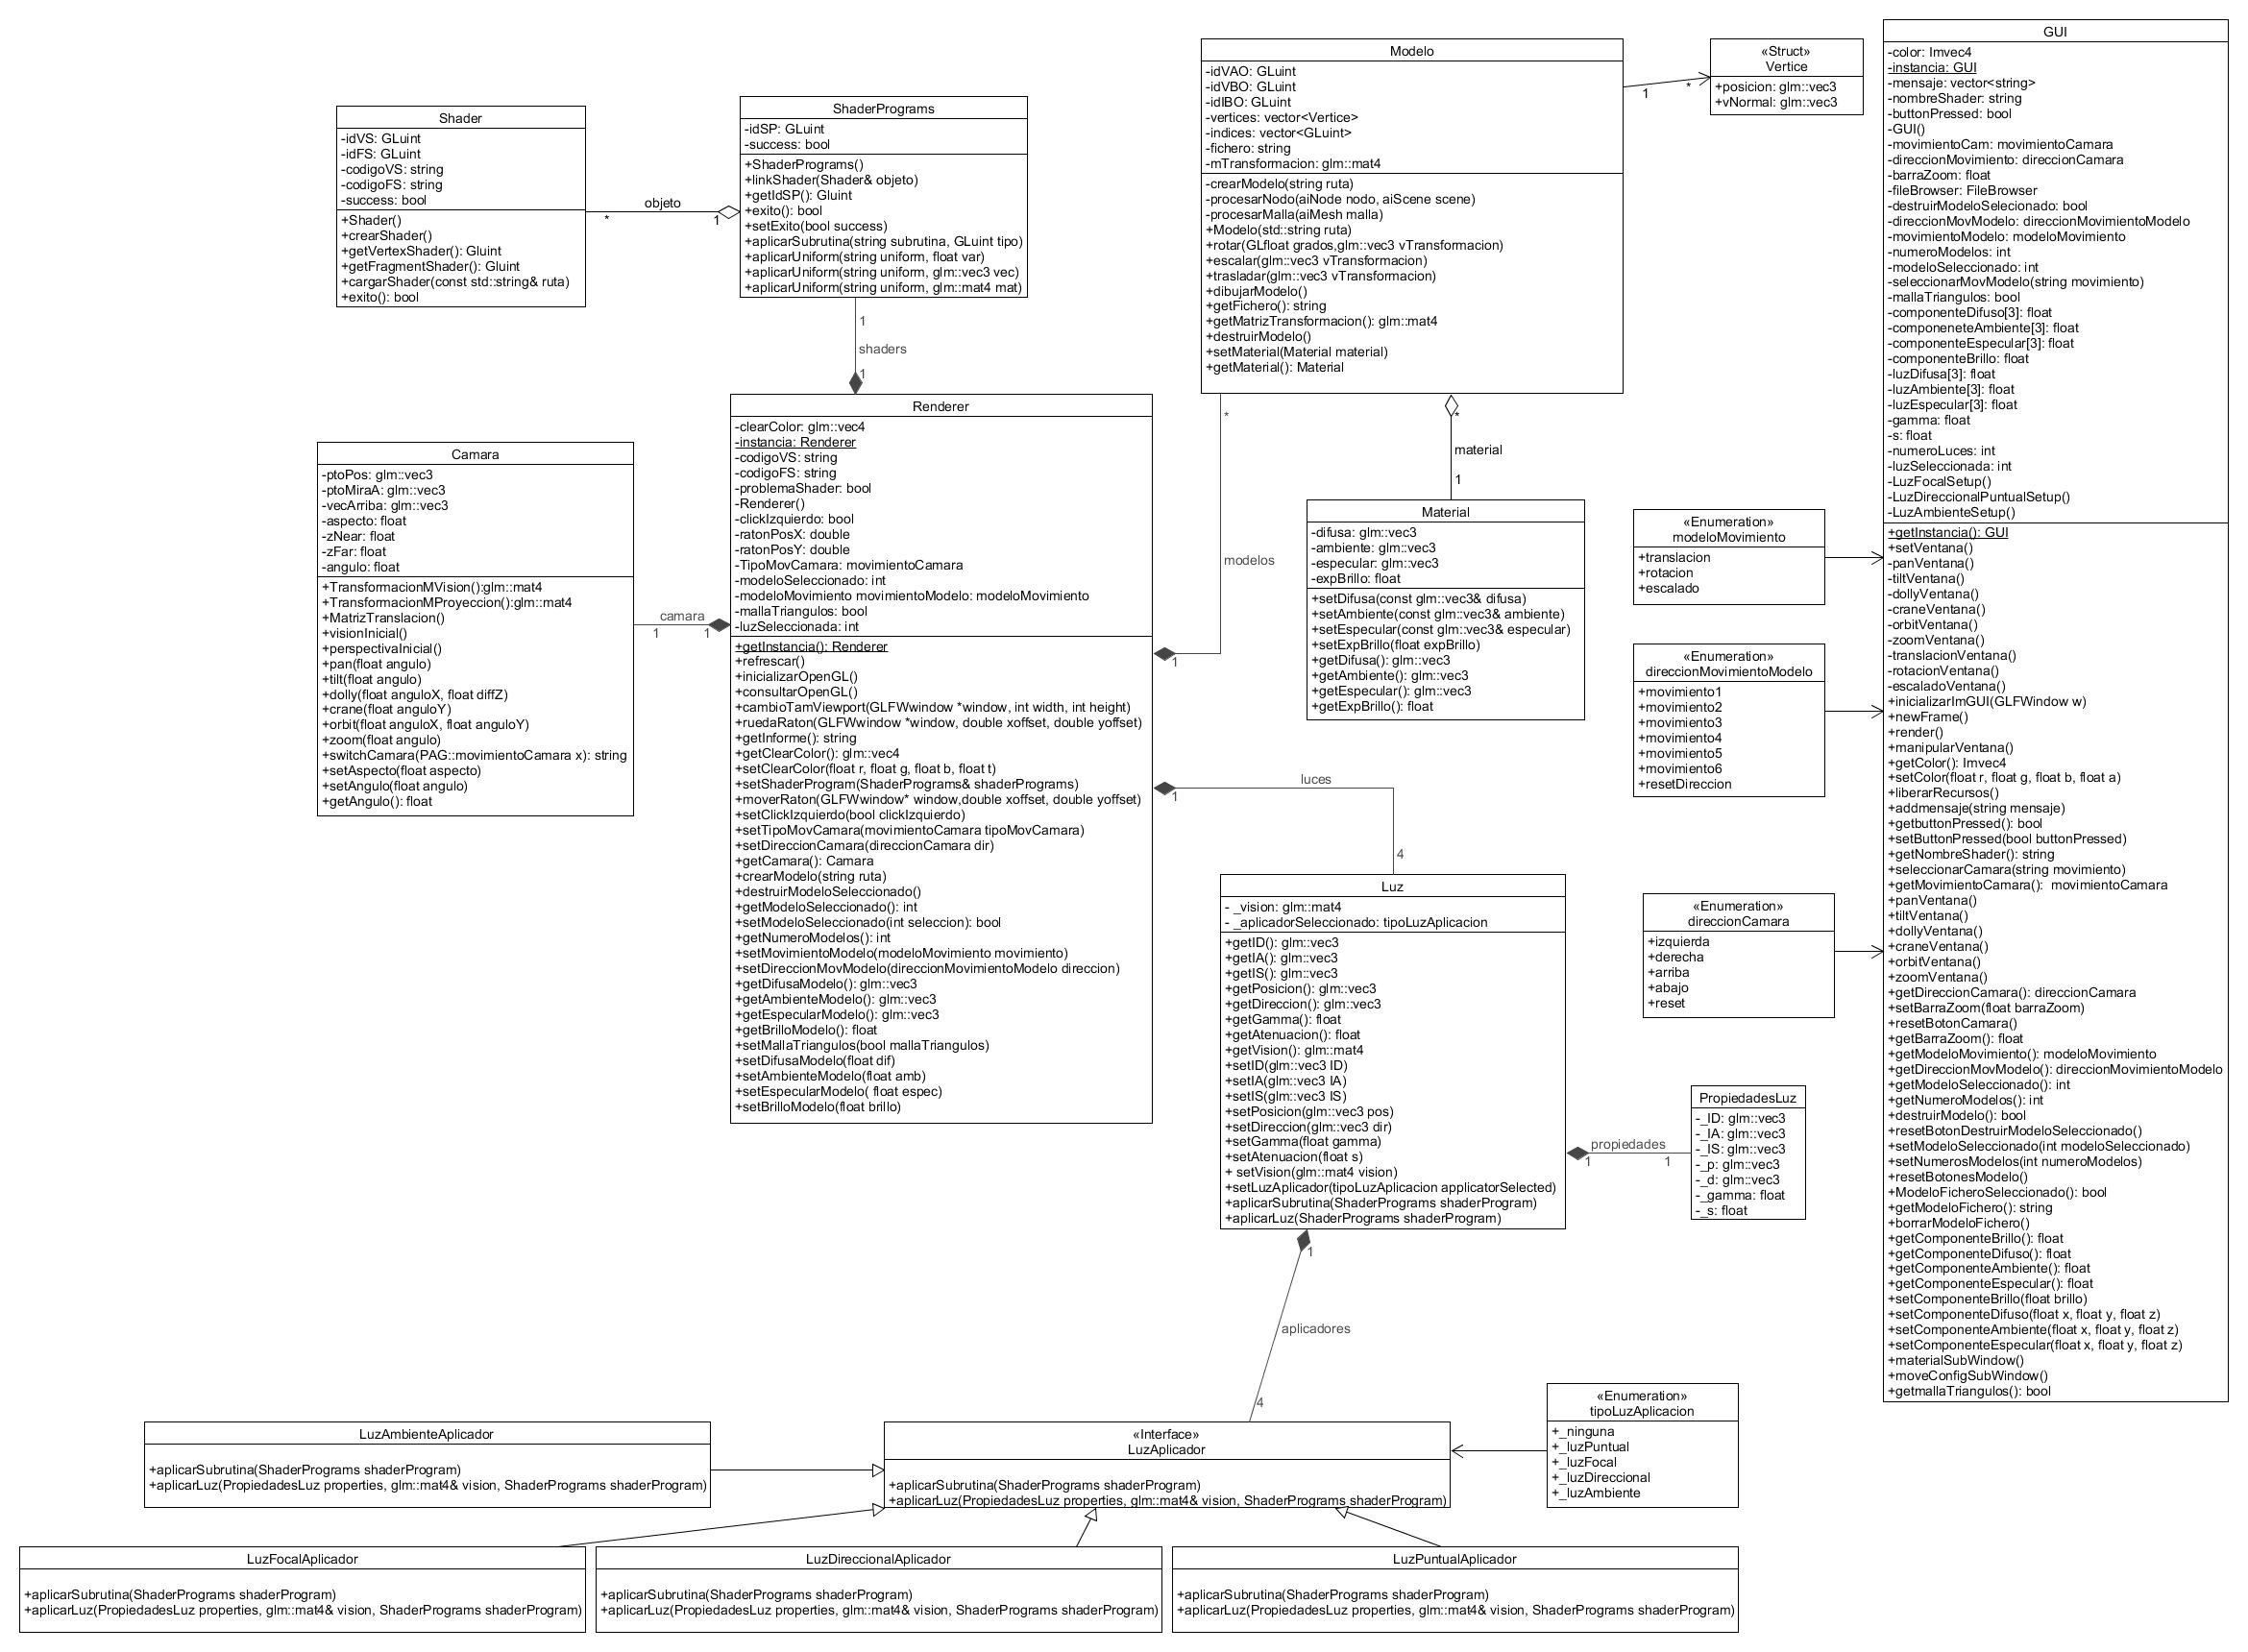 Shader
-idVS: GLuint
-idFS: GLuint
-codigoVS: string
-codigoFS: string
-success: bool
+Shader()
+crearShader()
+getVertexShader(): Gluint
+getFragmentShader(): Gluint
+cargarShader(const std::string& ruta)
+exito(): bool
objeto
*
1
ShaderPrograms
-idSP: GLuint
-success: bool
+ShaderPrograms()
+linkShader(Shader& objeto)
+getIdSP(): Gluint
+exito(): bool
+setExito(bool success)
+aplicarSubrutina(string subrutina, GLuint tipo)
+aplicarUniform(string uniform, float var)
+aplicarUniform(string uniform, glm::vec3 vec)
+aplicarUniform(string uniform, glm::mat4 mat)
1
shaders
1
Modelo
-idVAO: GLuint
-idVBO: GLuint
-idIBO: GLuint
-vertices: vector<Vertice>
-indices: vector<GLuint>
-fichero: string
-mTransformacion: glm::mat4
-crearModelo(string ruta)
-procesarNodo(aiNode nodo, aiScene scene)
-procesarMalla(aiMesh malla)
+Modelo(std::string ruta)
+rotar(GLfloat grados,glm::vec3 vTransformacion)
+escalar(glm::vec3 vTransformacion)
+trasladar(glm::vec3 vTransformacion)
+dibujarModelo()
+getFichero(): string
+getMatrizTransformacion(): glm::mat4
+destruirModelo()
+setMaterial(Material material)
+getMaterial(): Material
1
*
«Struct»
Vertice
+posicion: glm::vec3
+vNormal: glm::vec3
GUI
-color: Imvec4
-instancia: GUI
-mensaje: vector<string>
-nombreShader: string
-buttonPressed: bool
-GUI()
-movimientoCam: movimientoCamara
-direccionMovimiento: direccionCamara
-barraZoom: float
-fileBrowser: FileBrowser
-destruirModeloSelecionado: bool
-direccionMovModelo: direccionMovimientoModelo
-movimientoModelo: modeloMovimiento
-numeroModelos: int
-modeloSeleccionado: int
-seleccionarMovModelo(string movimiento)
-mallaTriangulos: bool
-componenteDifuso[3]: float
-componeneteAmbiente[3]: float
-componenteEspecular[3]: float
-componenteBrillo: float
-luzDifusa[3]: float
-luzAmbiente[3]: float
-luzEspecular[3]: float
-gamma: float
-s: float
-numeroLuces: int
-luzSeleccionada: int
-LuzFocalSetup()
-LuzDireccionalPuntualSetup()
-LuzAmbienteSetup()
+getInstancia(): GUI
+setVentana()
-panVentana()
-tiltVentana()
-dollyVentana()
-craneVentana()
-orbitVentana()
-zoomVentana()
-translacionVentana()
-rotacionVentana()
-escaladoVentana()
+inicializarImGUI(GLFWindow w)
+newFrame()
+render()
+manipularVentana()
+getColor(): Imvec4
+setColor(float r, float g, float b, float a)
+liberarRecursos()
+addmensaje(string mensaje)
+getbuttonPressed(): bool
+setButtonPressed(bool buttonPressed)
+getNombreShader(): string
+seleccionarCamara(string movimiento)
+getMovimientoCamara():  movimientoCamara
+panVentana()
+tiltVentana()
+dollyVentana()
+craneVentana()
+orbitVentana()
+zoomVentana()
+getDireccionCamara(): direccionCamara
+setBarraZoom(float barraZoom)
+resetBotonCamara()
+getBarraZoom(): float
+getModeloMovimiento(): modeloMovimiento
+getDireccionMovModelo(): direccionMovimientoModelo
+getModeloSeleccionado(): int
+getNumeroModelos(): int
+destruirModelo(): bool
+resetBotonDestruirModeloSeleccionado()
+setModeloSeleccionado(int modeloSeleccionado)
+setNumerosModelos(int numeroModelos)
+resetBotonesModelo()
+ModeloFicheroSeleccionado(): bool
+getModeloFichero(): string
+borrarModeloFichero()
+getComponenteBrillo(): float
+getComponenteDifuso(): float
+getComponenteAmbiente(): float
+getComponenteEspecular(): float
+setComponenteBrillo(float brillo)
+setComponenteDifuso(float x, float y, float z)
+setComponenteAmbiente(float x, float y, float z)
+setComponenteEspecular(float x, float y, float z)
+materialSubWindow()
+moveConfigSubWindow()
+getmallaTriangulos(): bool
Camara
-ptoPos: glm::vec3
-ptoMiraA: glm::vec3
-vecArriba: glm::vec3
-aspecto: float
-zNear: float
-zFar: float
-angulo: float
+TransformacionMVision():glm::mat4
+TransformacionMProyeccion():glm::mat4
+MatrizTranslacion()
+visionInicial()
+perspectivaInicial()
+pan(float angulo)
+tilt(float angulo)
+dolly(float anguloX, float diffZ)
+crane(float anguloY)
+orbit(float anguloX, float anguloY)
+zoom(float angulo)
+switchCamara(PAG::movimientoCamara x): string
+setAspecto(float aspecto)
+setAngulo(float angulo)
+getAngulo(): float
camara
1
1
Renderer
-clearColor: glm::vec4
-instancia: Renderer
-codigoVS: string
-codigoFS: string
-problemaShader: bool
-Renderer()
-clickIzquierdo: bool
-ratonPosX: double
-ratonPosY: double
-TipoMovCamara: movimientoCamara
-modeloSeleccionado: int
-modeloMovimiento movimientoModelo: modeloMovimiento
-mallaTriangulos: bool
-luzSeleccionada: int
+getInstancia(): Renderer
+refrescar()
+inicializarOpenGL()
+consultarOpenGL()
+cambioTamViewport(GLFWwindow *window, int width, int height)
+ruedaRaton(GLFWwindow *window, double xoffset, double yoffset)
+getInforme(): string
+getClearColor(): glm::vec4
+setClearColor(float r, float g, float b, float t)
+setShaderProgram(ShaderPrograms& shaderPrograms)
+moverRaton(GLFWwindow* window,double xoffset, double yoffset)
+setClickIzquierdo(bool clickIzquierdo)
+setTipoMovCamara(movimientoCamara tipoMovCamara)
+setDireccionCamara(direccionCamara dir)
+getCamara(): Camara
+crearModelo(string ruta)
+destruirModeloSeleccionado()
+getModeloSeleccionado(): int
+setModeloSeleccionado(int seleccion): bool
+getNumeroModelos(): int
+setMovimientoModelo(modeloMovimiento movimiento)
+setDireccionMovModelo(direccionMovimientoModelo direccion)
+getDifusaModelo(): glm::vec3
+getAmbienteModelo(): glm::vec3
+getEspecularModelo(): glm::vec3
+getBrilloModelo(): float
+setMallaTriangulos(bool mallaTriangulos)
+setDifusaModelo(float dif)
+setAmbienteModelo(float amb)
+setEspecularModelo( float espec)
+setBrilloModelo(float brillo)
*
modelos
1
*
material
1
Material
-difusa: glm::vec3
-ambiente: glm::vec3
-especular: glm::vec3
-expBrillo: float
+setDifusa(const glm::vec3& difusa)
+setAmbiente(const glm::vec3& ambiente)
+setEspecular(const glm::vec3& especular)
+setExpBrillo(float expBrillo)
+getDifusa(): glm::vec3
+getAmbiente(): glm::vec3
+getEspecular(): glm::vec3
+getExpBrillo(): float
«Enumeration»
modeloMovimiento
+translacion
+rotacion
+escalado
«Enumeration»
direccionMovimientoModelo
+movimiento1
+movimiento2
+movimiento3
+movimiento4
+movimiento5
+movimiento6
+resetDireccion
«Enumeration»
direccionCamara
+izquierda
+derecha
+arriba
+abajo
+reset
luces
1
4
Luz
- _vision: glm::mat4
- _aplicadorSeleccionado: tipoLuzAplicacion
+getID(): glm::vec3
+getIA(): glm::vec3
+getIS(): glm::vec3
+getPosicion(): glm::vec3
+getDireccion(): glm::vec3
+getGamma(): float
+getAtenuacion(): float
+getVision(): glm::mat4
+setID(glm::vec3 ID)
+setIA(glm::vec3 IA)
+setIS(glm::vec3 IS)
+setPosicion(glm::vec3 pos)
+setDireccion(glm::vec3 dir)
+setGamma(float gamma)
+setAtenuacion(float s)
+ setVision(glm::mat4 vision)
+setLuzAplicador(tipoLuzAplicacion applicatorSelected)
+aplicarSubrutina(ShaderPrograms shaderProgram)
+aplicarLuz(ShaderPrograms shaderProgram)
propiedades
1
1
PropiedadesLuz
-_ID: glm::vec3
-_IA: glm::vec3
-_IS: glm::vec3
-_p: glm::vec3
-_d: glm::vec3
-_gamma: float
-_s: float
1
aplicadores
4
«Enumeration»
tipoLuzAplicacion
+_ninguna
+_luzPuntual
+_luzFocal
+_luzDireccional
+_luzAmbiente
LuzAmbienteAplicador
+aplicarSubrutina(ShaderPrograms shaderProgram)
+aplicarLuz(PropiedadesLuz properties, glm::mat4& vision, ShaderPrograms shaderProgram)
«Interface»
LuzAplicador
+aplicarSubrutina(ShaderPrograms shaderProgram)
+aplicarLuz(PropiedadesLuz properties, glm::mat4& vision, ShaderPrograms shaderProgram)
LuzFocalAplicador
+aplicarSubrutina(ShaderPrograms shaderProgram)
+aplicarLuz(PropiedadesLuz properties, glm::mat4& vision, ShaderPrograms shaderProgram)
LuzDireccionalAplicador
+aplicarSubrutina(ShaderPrograms shaderProgram)
+aplicarLuz(PropiedadesLuz properties, glm::mat4& vision, ShaderPrograms shaderProgram)
LuzPuntualAplicador
+aplicarSubrutina(ShaderPrograms shaderProgram)
+aplicarLuz(PropiedadesLuz properties, glm::mat4& vision, ShaderPrograms shaderProgram)